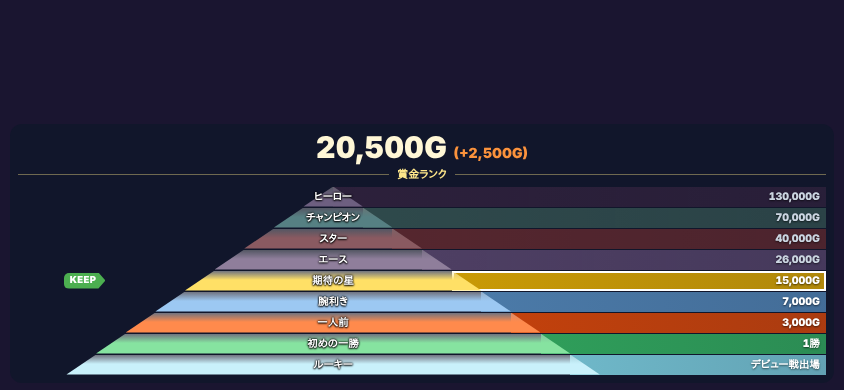 20,500G (+2,500G)
賞金ランク
ヒーロー 130,000G
チャンピオン 70,000G
スター 40,000G
エース 26,000G
KEEP 期待の星 15,000G
腕利き 7,000G
一人前 3,000G
初めの一勝 1勝
ルーキー デビュー戦出場